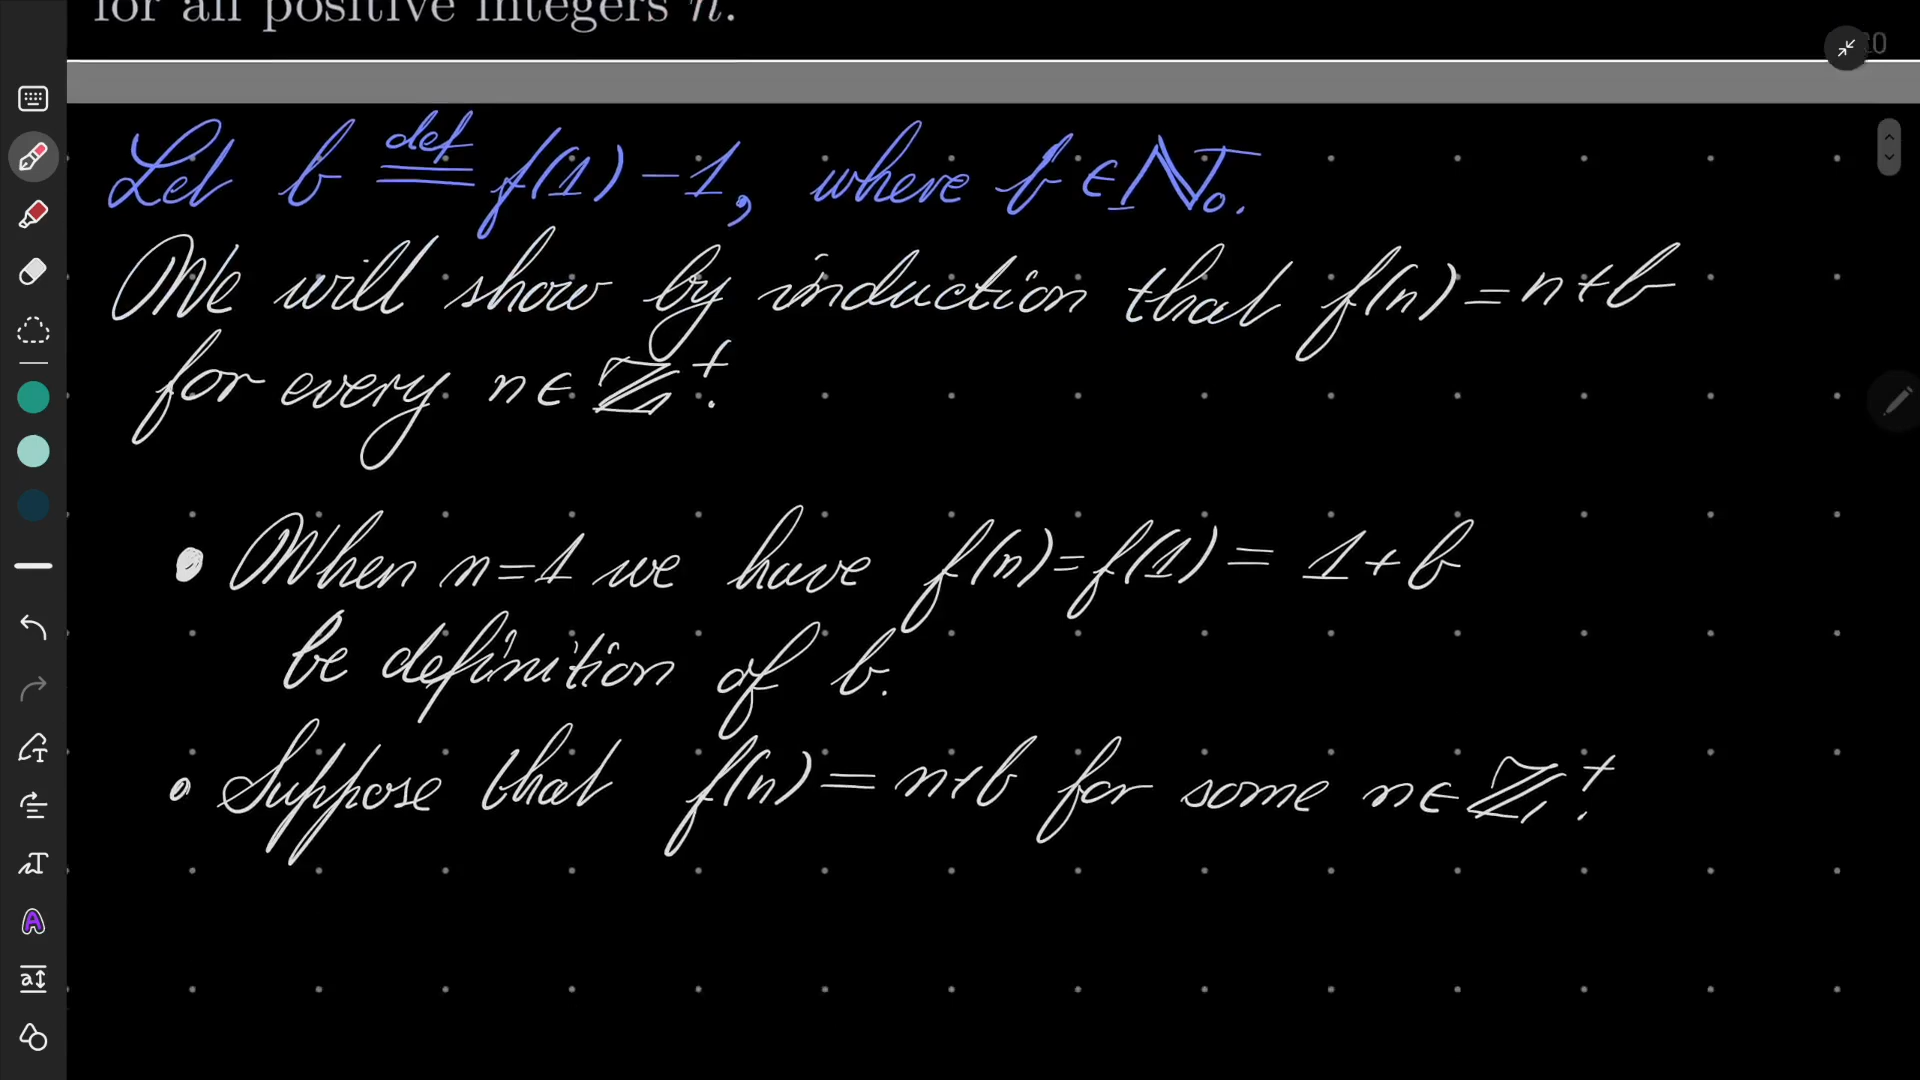 for all positive integers n.
Let b \overset{def}{=} f(1) - 1, where b ∈ ℕ₀.
We will show by induction that f(n) = n + b
for every n ∈ ℤ⁺.
• When n = 1 we have f(n) = f(1) = 1 + b
be definition of b.
• Suppose that f(n) = n + b for some n ∈ ℤ⁺.